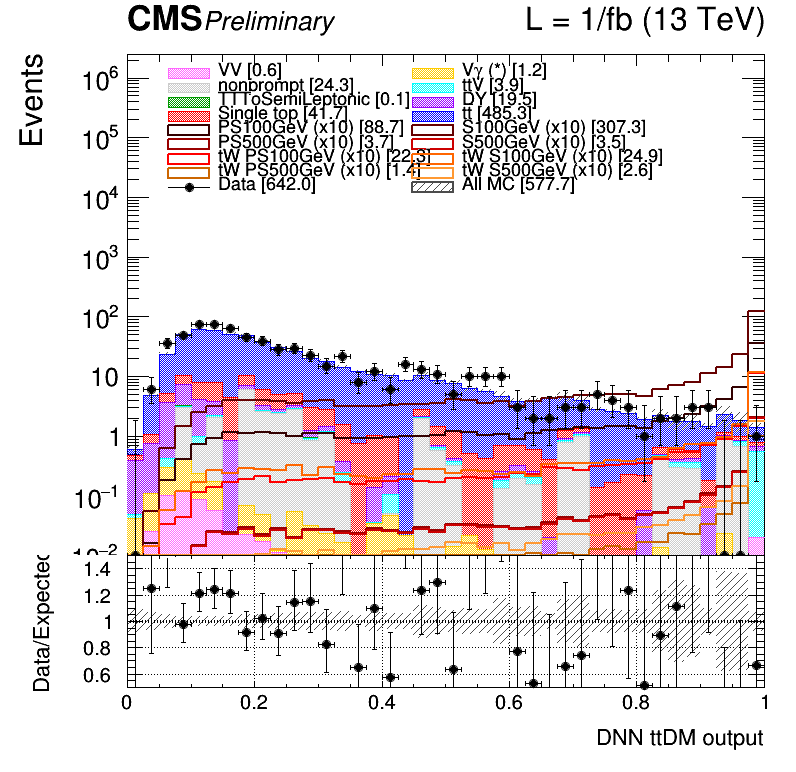 CMS Preliminary L = 1/fb (13 TeV)
Events
10⁶
10⁵
10⁴
10³
10²
10
1
10⁻¹
10⁻²
VV [0.6] Vγ (*) [1.2]
nonprompt [24.3] ttV [3.9]
TTToSemiLeptonic [0.1] DY [19.5]
Single top [41.7] tt [485.3]
PS100GeV (x10) [88.7] S100GeV (x10) [307.3]
PS500GeV (x10) [3.7] S500GeV (x10) [3.5]
tW PS100GeV (x10) [22.3] tW S100GeV (x10) [24.9]
tW PS500GeV (x10) [1.4] tW S500GeV (x10) [2.6]
Data [642.0] All MC [577.7]
Data/Expected
1.4
1.2
1
0.8
0.6
0 0.2 0.4 0.6 0.8 1
DNN ttDM output